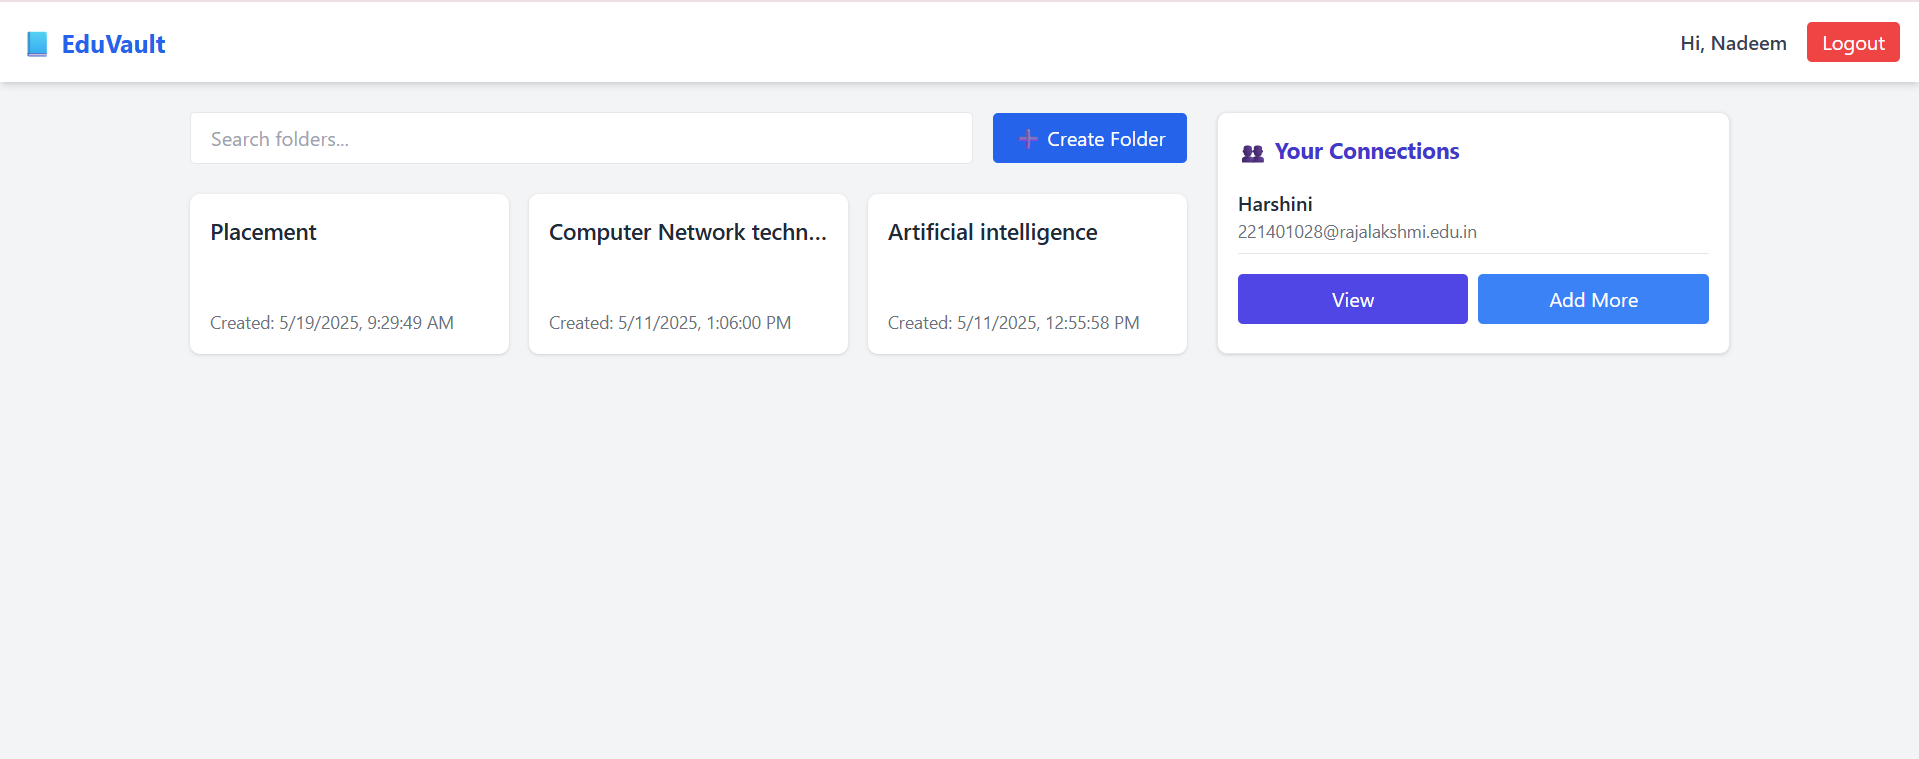 EduVault
Hi, Nadeem
Logout
Search folders...
Create Folder
Placement
Created: 5/19/2025, 9:29:49 AM
Computer Network techn...
Created: 5/11/2025, 1:06:00 PM
Artificial intelligence
Created: 5/11/2025, 12:55:58 PM
Your Connections
Harshini
221401028@rajalakshmi.edu.in
View
Add More